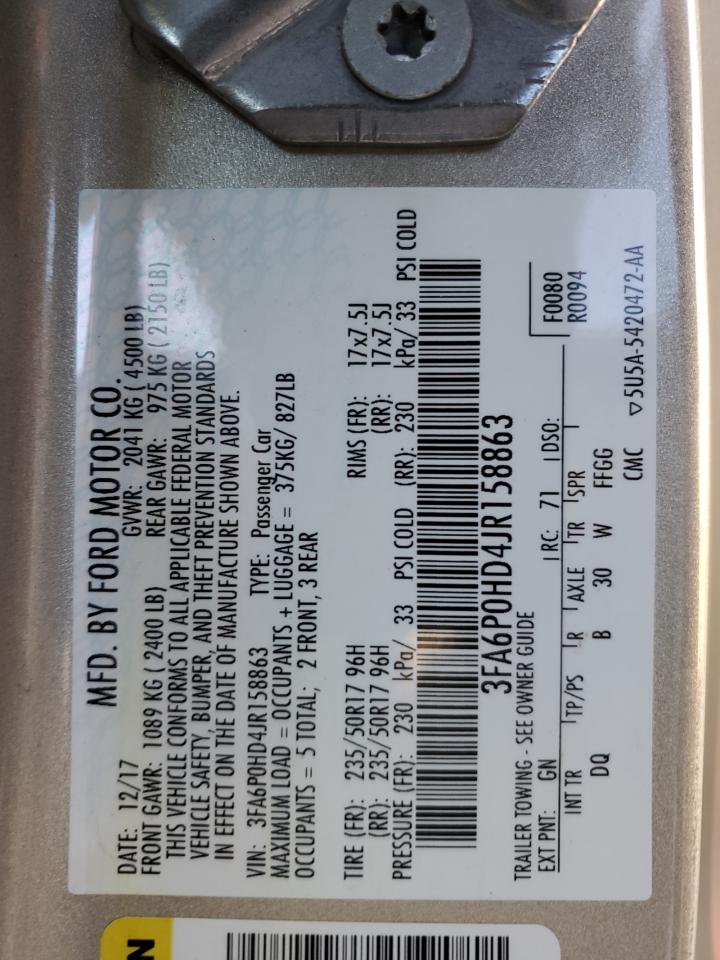 MFD. BY FORD MOTOR CO.
DATE: 12/17 GVWR: 2041 KG ( 4500 LB)
FRONT GAWR: 1089 KG ( 2400 LB) REAR GAWR: 975 KG ( 2150 LB)
THIS VEHICLE CONFORMS TO ALL APPLICABLE FEDERAL MOTOR
VEHICLE SAFETY, BUMPER, AND THEFT PREVENTION STANDARDS
IN EFFECT ON THE DATE OF MANUFACTURE SHOWN ABOVE.
VIN: 3FA6P0HD4JR158863 TYPE: Passenger Car
MAXIMUM LOAD = OCCUPANTS + LUGGAGE = 375KG/ 827LB
OCCUPANTS = 5 TOTAL; 2 FRONT, 3 REAR
TIRE (FR): 235/50R17 96H RIMS (FR): 17x7.5J
(RR): 235/50R17 96H (RR): 17x7.5J
PRESSURE (FR): 230 kPa/ 33 PSI COLD (RR): 230 kPa/ 33 PSI COLD
3FA6P0HD4JR158863
TRAILER TOWING - SEE OWNER GUIDE F0080
EXT PNT: GN RC: 71 DSO: R0094
INT TR TP/PS R AXLE TR SPR
DQ B 30 W FFGG
CMC ▽5U5A-5420472-AA
N